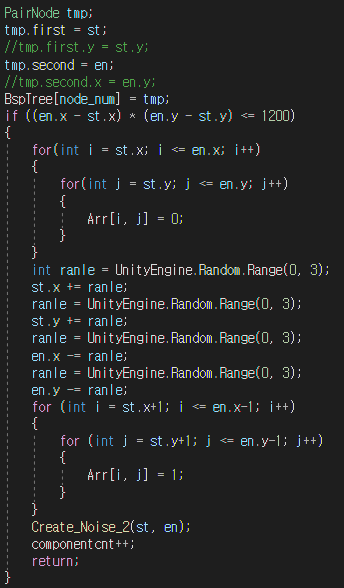 PairNode tmp;
tmp.first = st;
//tmp.first.y = st.y;
tmp.second = en;
//tmp.second.x = en.y;
BspTree[node_num] = tmp;
if ((en.x - st.x) * (en.y - st.y) <= 1200)
{
for(int i = st.x; i <= en.x; i++)
{
for(int j = st.y; j <= en.y; j++)
{
Arr[i, j] = 0;
}
}
int ranle = UnityEngine.Random.Range(0, 3);
st.x += ranle;
ranle = UnityEngine.Random.Range(0, 3);
st.y += ranle;
ranle = UnityEngine.Random.Range(0, 3);
en.x -= ranle;
ranle = UnityEngine.Random.Range(0, 3);
en.y -= ranle;
for (int i = st.x+1; i <= en.x-1; i++)
{
for (int j = st.y+1; j <= en.y-1; j++)
{
Arr[i, j] = 1;
}
}
Create_Noise_2(st, en);
componentcnt++;
return;
}